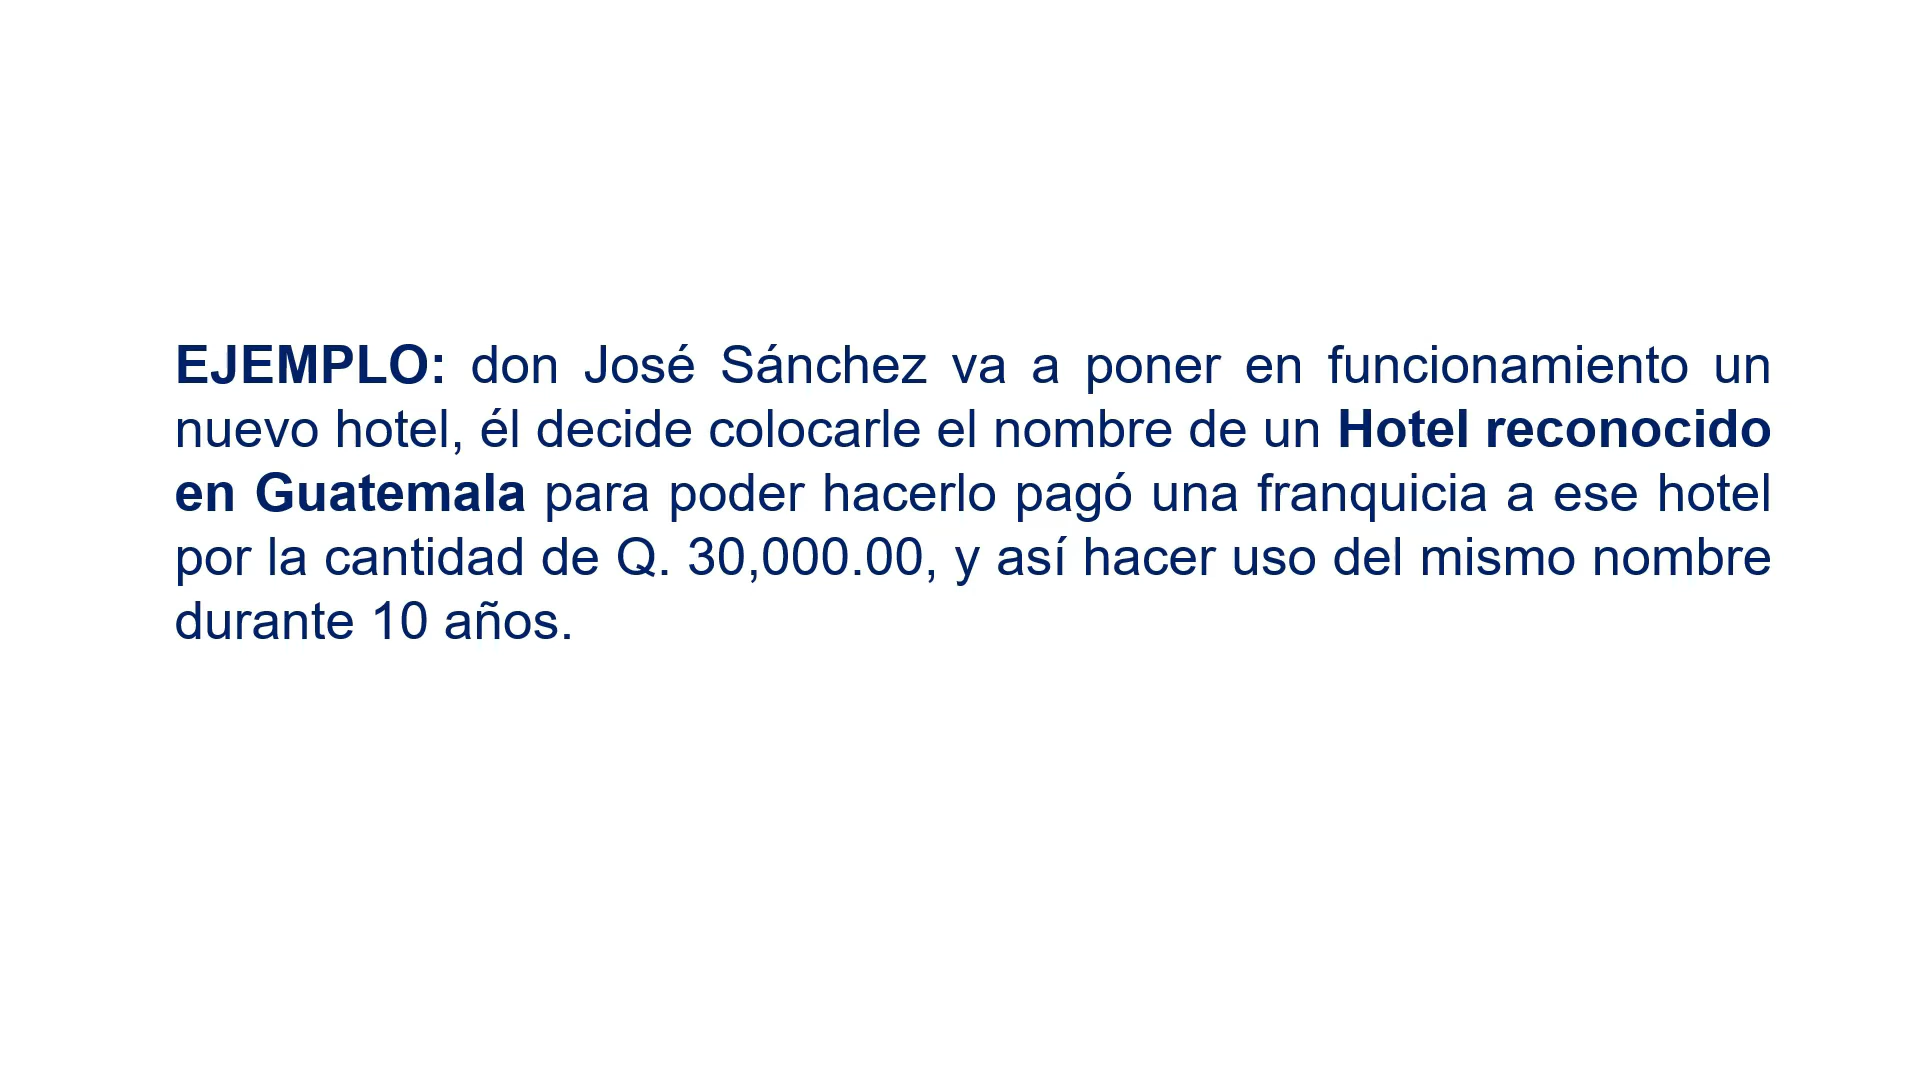 EJEMPLO: don José Sánchez va a poner en funcionamiento un
nuevo hotel, él decide colocarle el nombre de un Hotel reconocido
en Guatemala para poder hacerlo pagó una franquicia a ese hotel
por la cantidad de Q. 30,000.00, y así hacer uso del mismo nombre
durante 10 años.